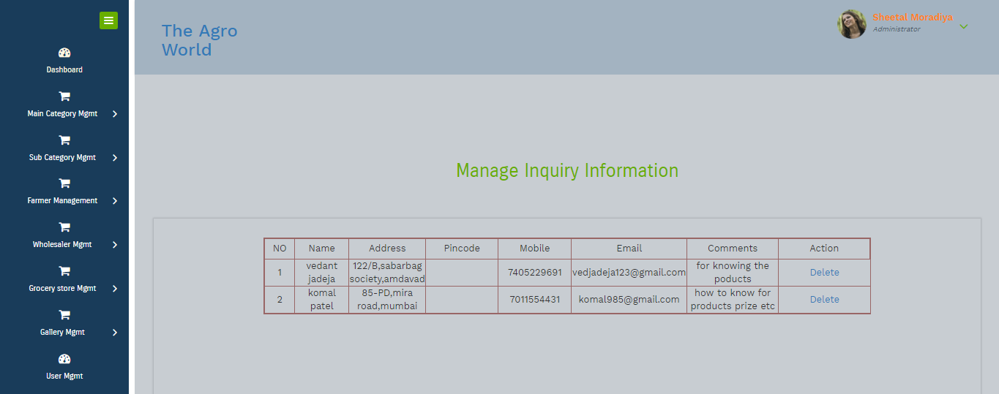 The Agro
World
Sheetal Moradiya
Administrator
Dashboard
Main Category Mgmt
Sub Category Mgmt
Farmer Management
Wholesaler Mgmt
Grocery store Mgmt
Gallery Mgmt
User Mgmt
Manage Inquiry Information
NO Name Address Pincode Mobile Email Comments Action
1 vedant jadeja 122/B,sabarbag society,amdavad 7405229691 vedjadeja123@gmail.com for knowing the poducts Delete
2 komal patel 85-PD,mira road,mumbai 7011554431 komal985@gmail.com how to know for products prize etc Delete